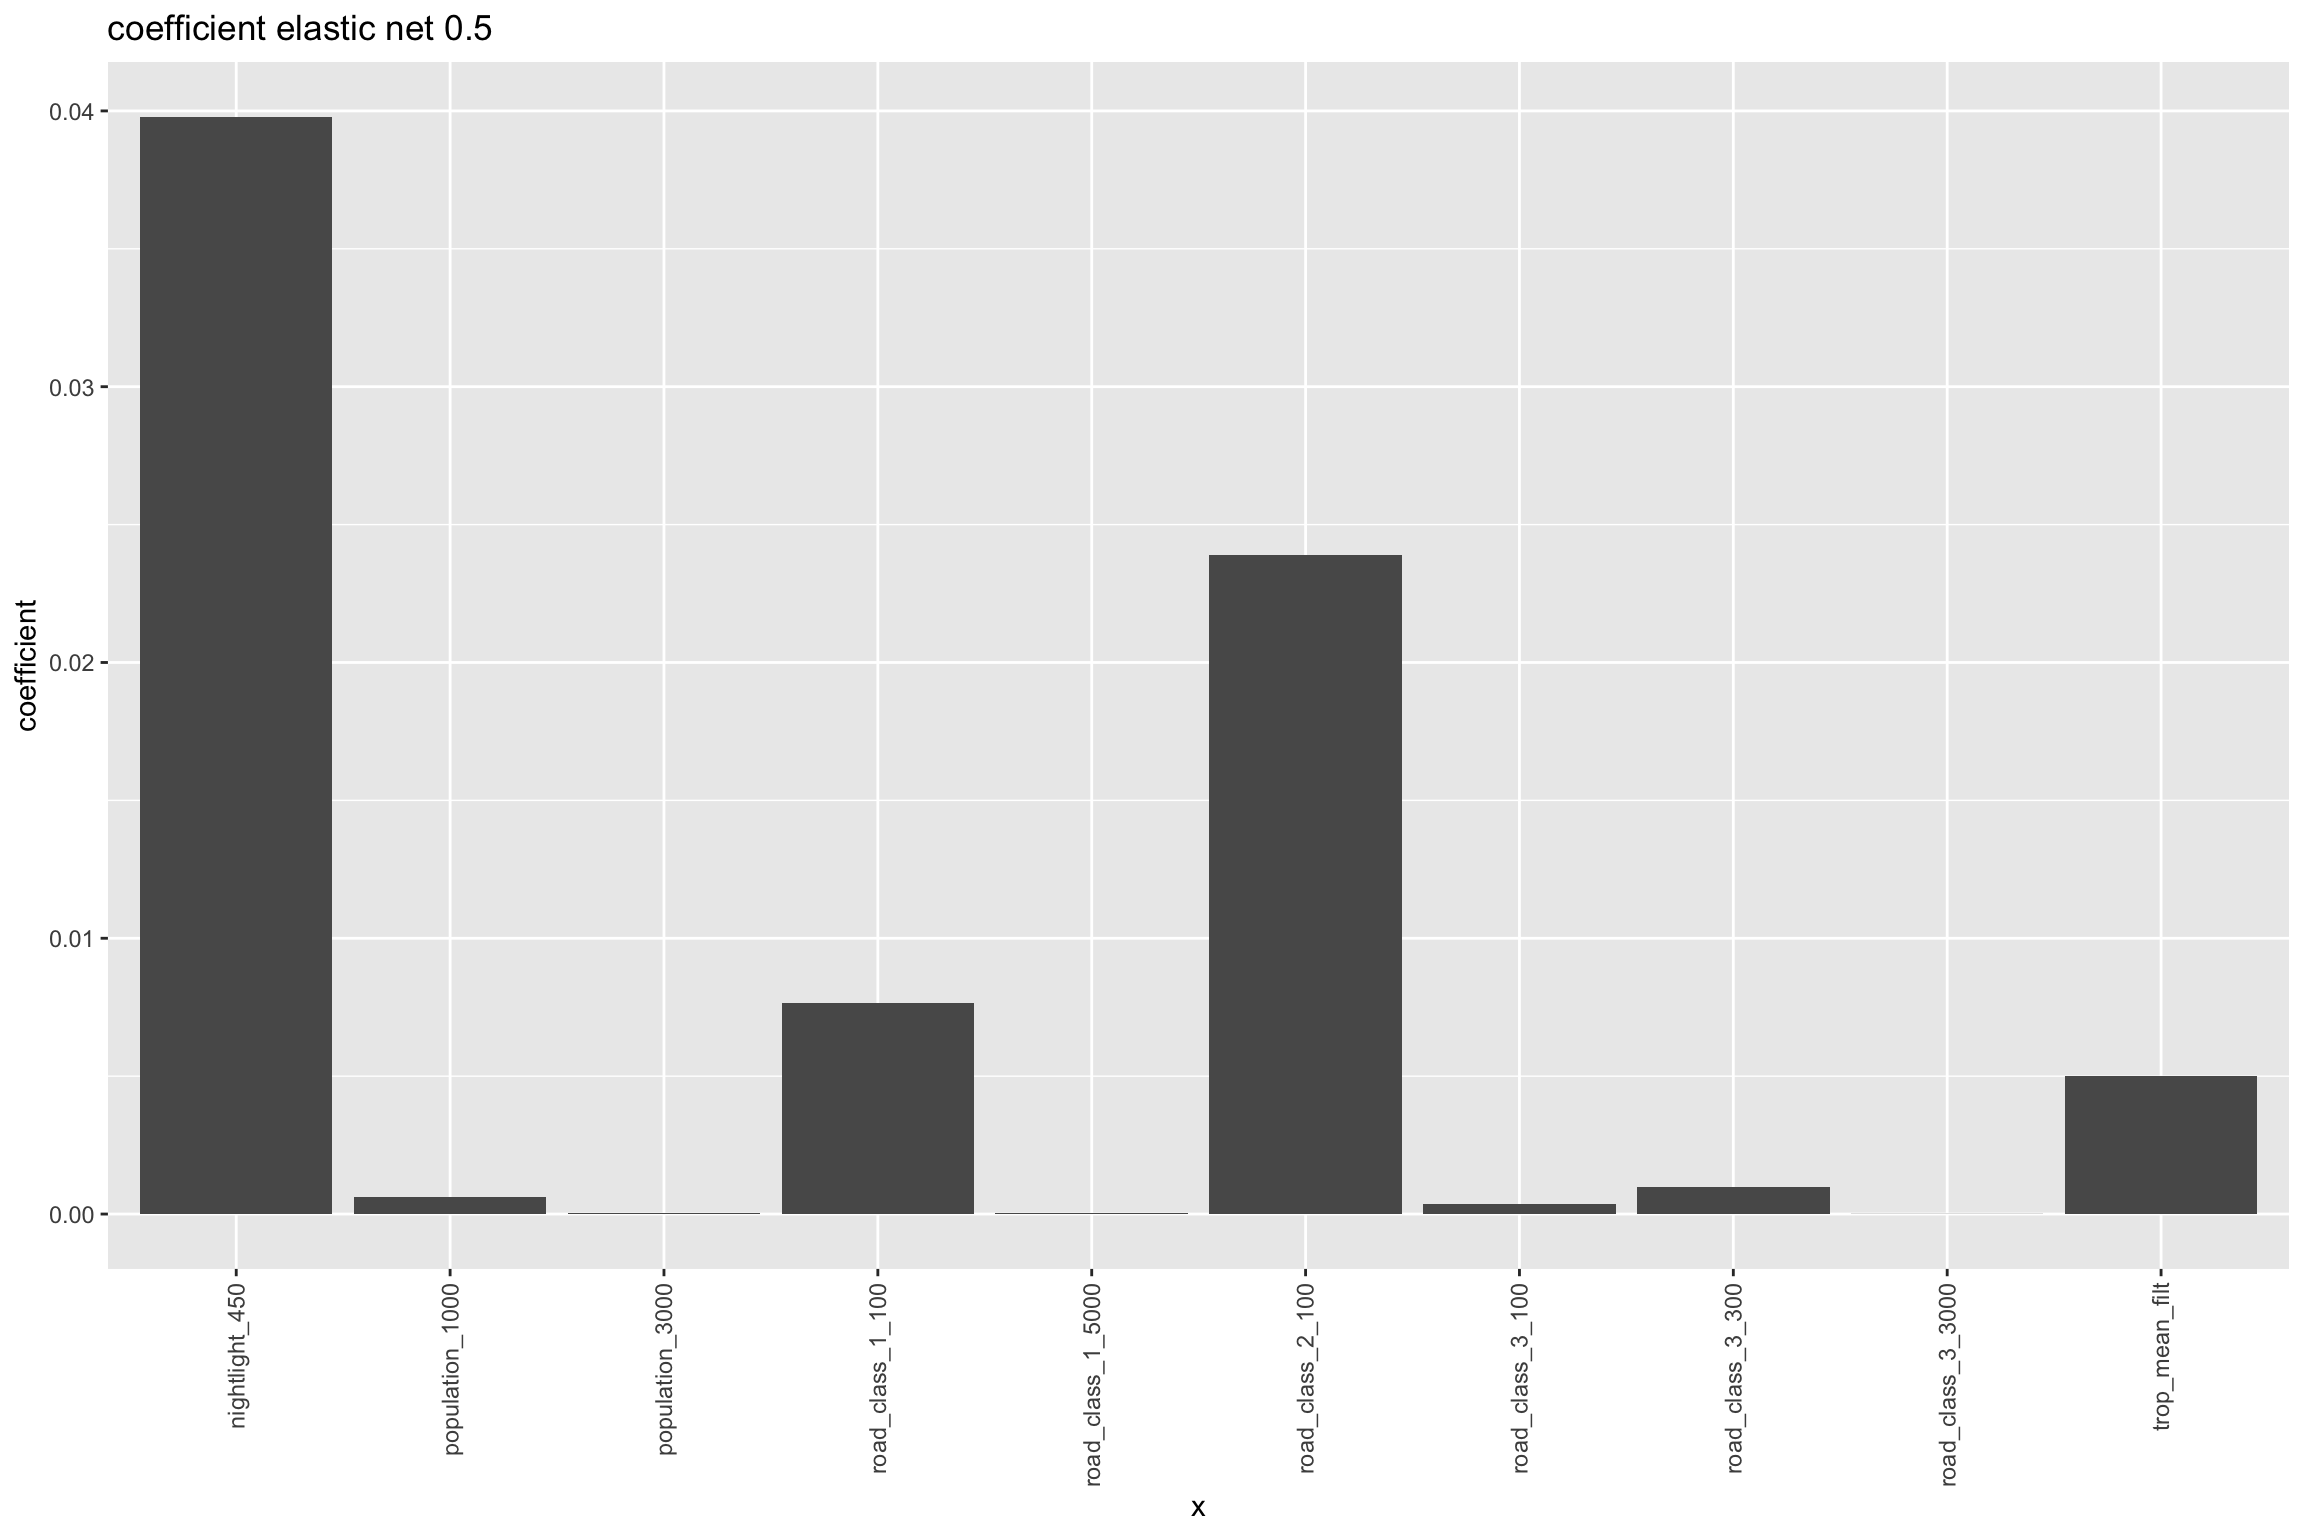 coefficient elastic net 0.5
coefficient
0.04
0.03
0.02
0.01
0.00
nightlight_450
population_1000
population_3000
road_class_1_100
road_class_1_5000
road_class_2_100
road_class_3_100
road_class_3_300
road_class_3_3000
trop_mean_filt
x